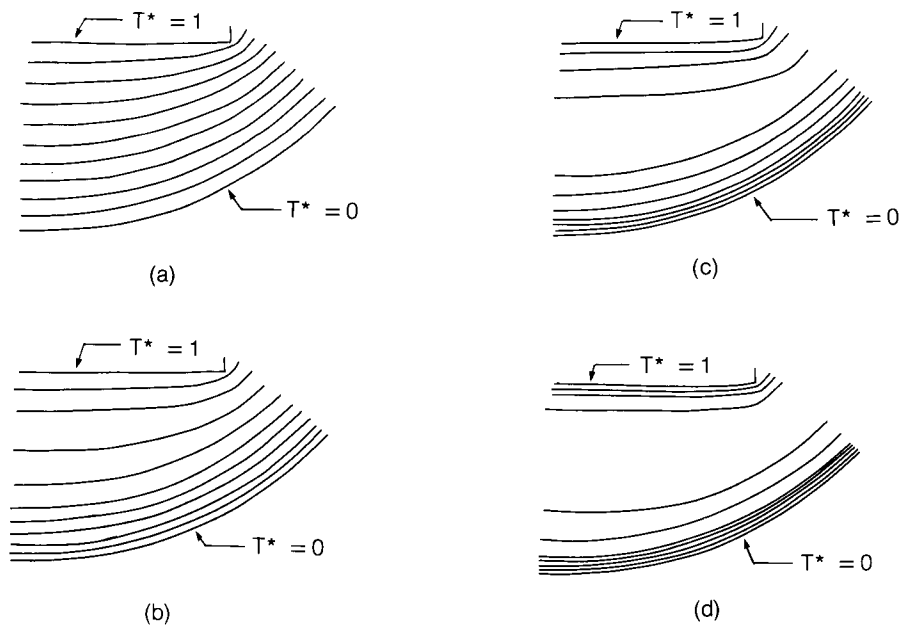 T* = 1
T* = 0
(a)
T* = 1
T* = 0
(c)
T* = 1
T* = 0
(b)
T* = 1
T* = 0
(d)